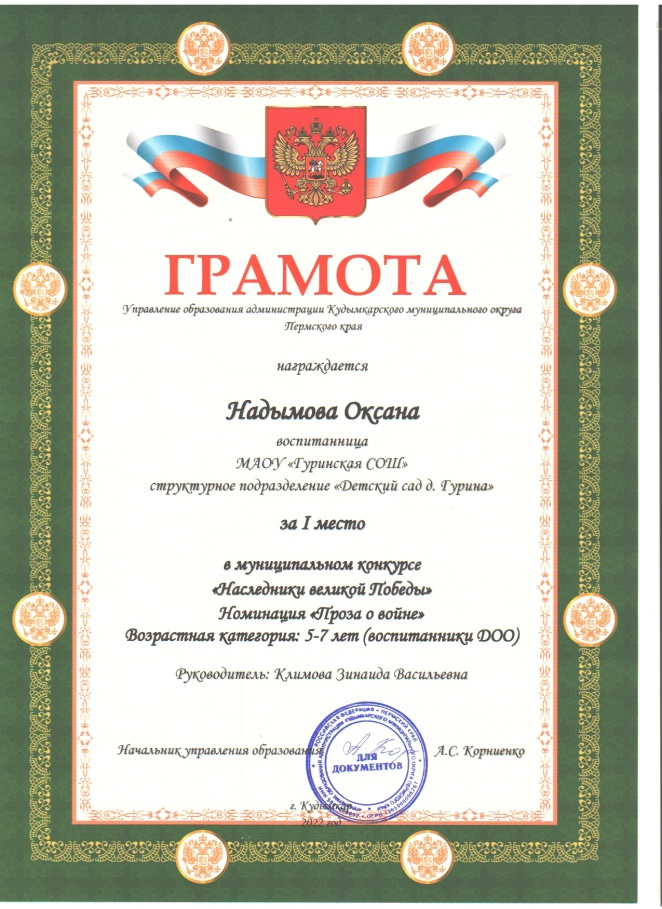 ГРАМОТА
Управление образования администрации Кудымкарского муниципального округа
Пермского края
награждается
Надымова Оксана
воспитанница
МАОУ «Гуринская СОШ»
структурное подразделение «Детский сад д. Гурина»
за I место
в муниципальном конкурсе
«Наследники великой Победы»
Номинация «Проза о войне»
Возрастная категория: 5-7 лет (воспитанники ДОО)
Руководитель: Климова Зинаида Васильевна
Начальник управления образования А.С. Корниенко
ДЛЯ
ДОКУМЕНТОВ
г. Кудымкар
2022 год